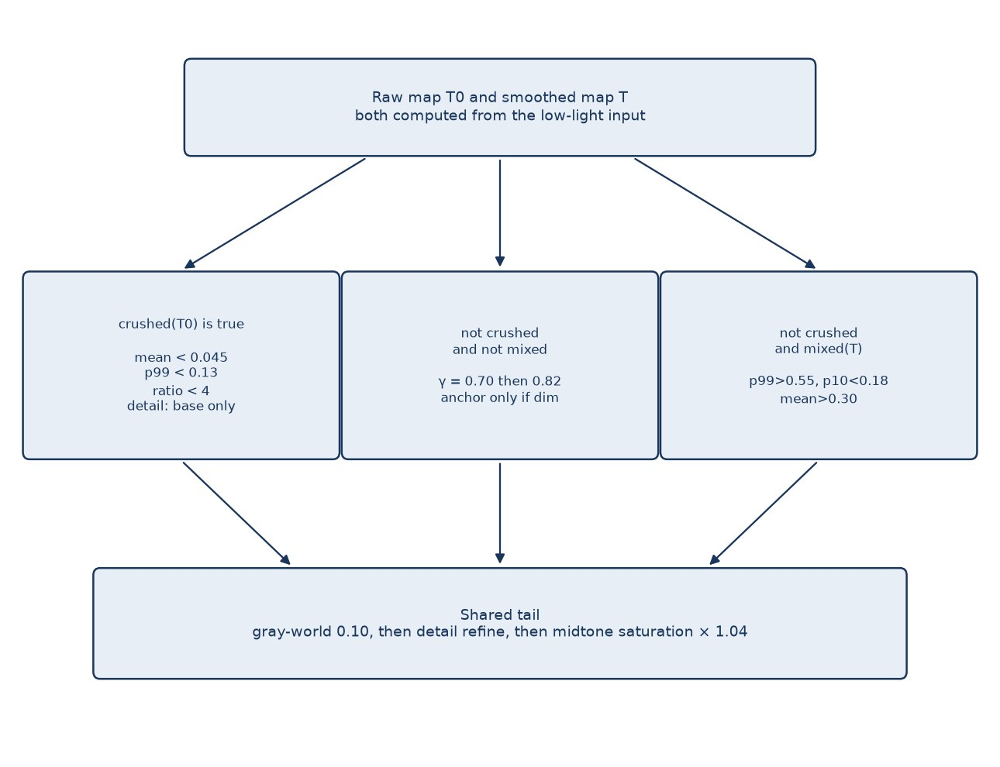 Raw map T0 and smoothed map T
both computed from the low-light input
crushed(T0) is true
mean < 0.045
p99 < 0.13
ratio < 4
detail: base only
not crushed
and not mixed
γ = 0.70 then 0.82
anchor only if dim
not crushed
and mixed(T)
p99>0.55, p10<0.18
mean>0.30
Shared tail
gray-world 0.10, then detail refine, then midtone saturation × 1.04